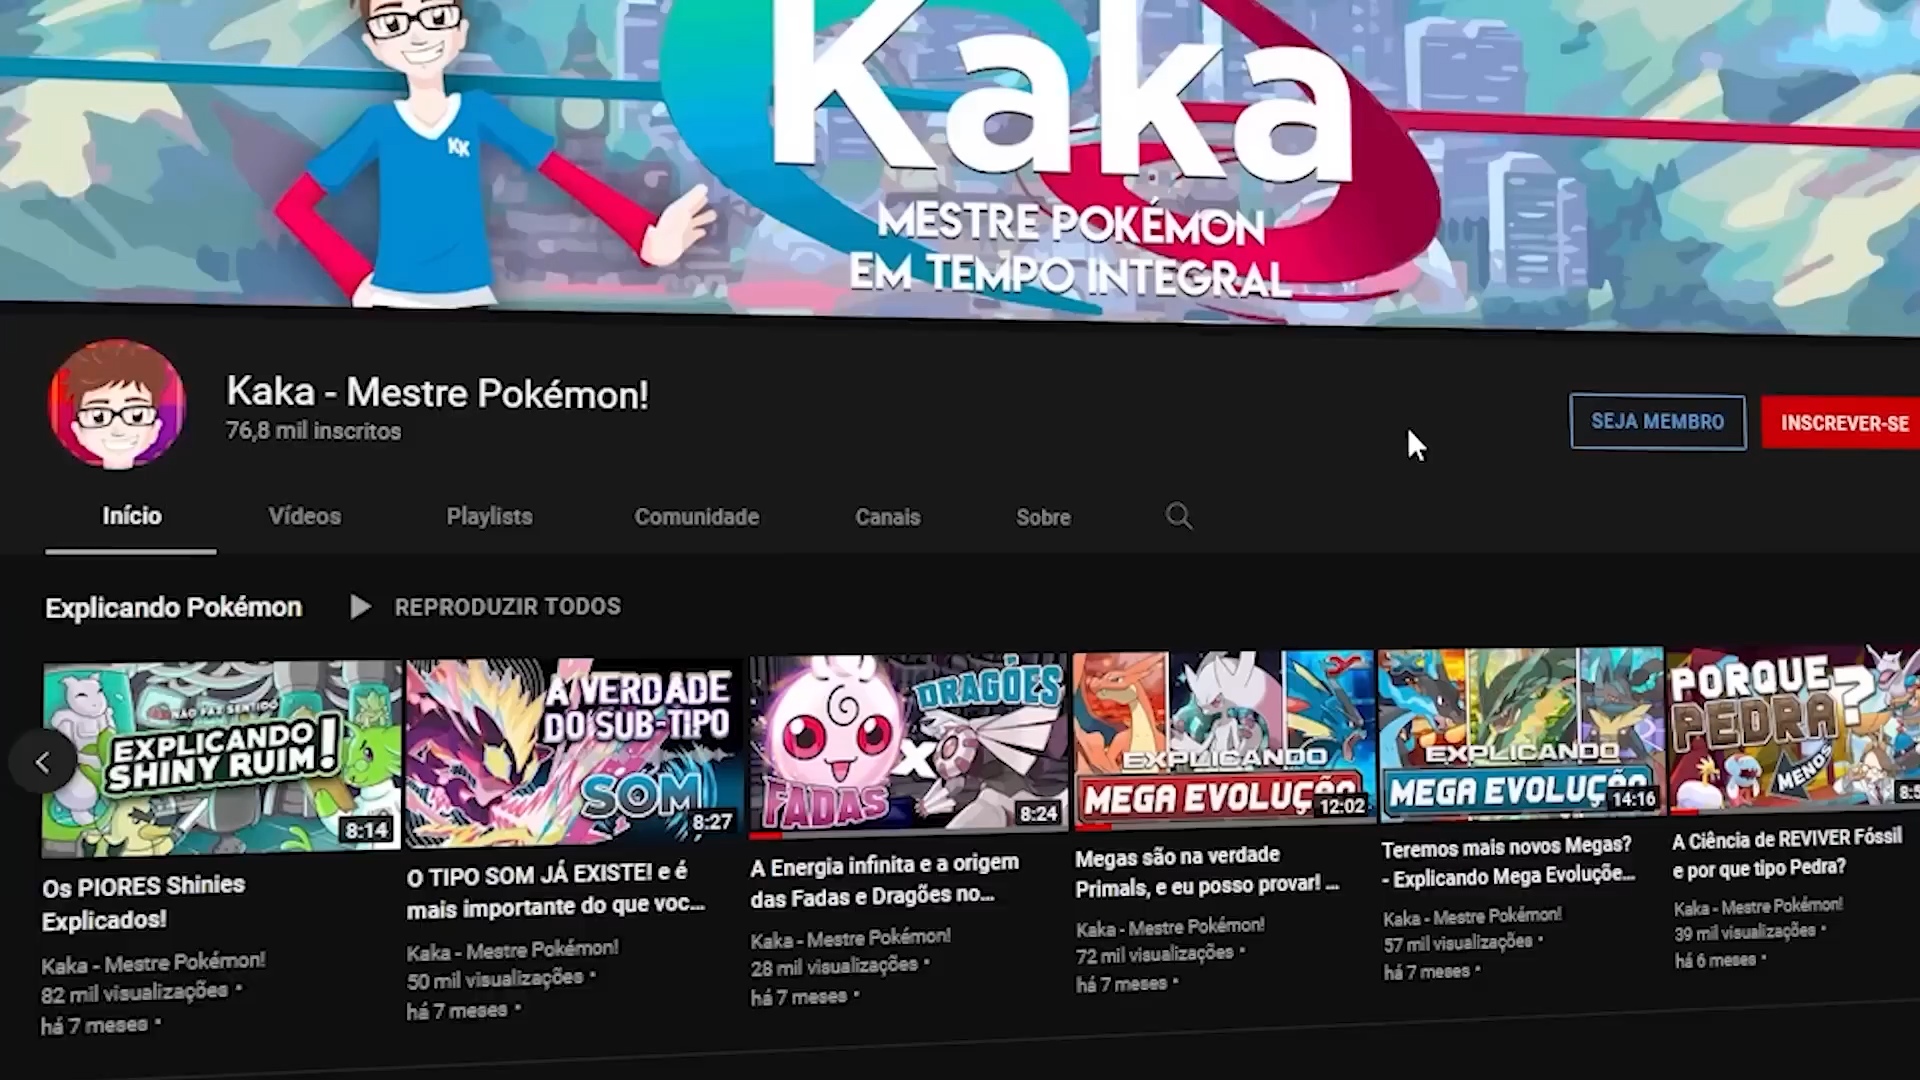 Kaka
KK
MESTRE POKÉMON
EM TEMPO INTEGRAL
Kaka - Mestre Pokémon!
76,8 mil inscritos
SEJA MEMBRO
INSCREVER-SE
Início
Vídeos
Playlists
Comunidade
Canais
Sobre
Explicando Pokémon
REPRODUZIR TODOS
NÃO FAZ SENTIDO
EXPLICANDO
SHINY RUIM!
8:14
Os PIORES Shinies
Explicados!
Kaka - Mestre Pokémon!
82 mil visualizações •
há 7 meses •
A VERDADE
DO SUB-TIPO
SOM
8:27
O TIPO SOM JÁ EXISTE! e é
mais importante do que voc...
Kaka - Mestre Pokémon!
50 mil visualizações •
há 7 meses •
DRAGÕES
X
FADAS
8:24
A Energia infinita e a origem
das Fadas e Dragões no...
Kaka - Mestre Pokémon!
28 mil visualizações •
há 7 meses •
EXPLICANDO
MEGA EVOLUÇÃO
12:02
Megas são na verdade
Primals, e eu posso provar! ...
Kaka - Mestre Pokémon!
72 mil visualizações •
há 7 meses •
EXPLICANDO
MEGA EVOLUÇÃO
14:16
Teremos mais novos Megas?
- Explicando Mega Evoluçõe...
Kaka - Mestre Pokémon!
57 mil visualizações •
há 7 meses •
PORQUE
PEDRA?
MENOS
A Ciência de REVIVER Fóssil
e por que tipo Pedra?
Kaka - Mestre Pokémon!
39 mil visualizações •
há 6 meses •